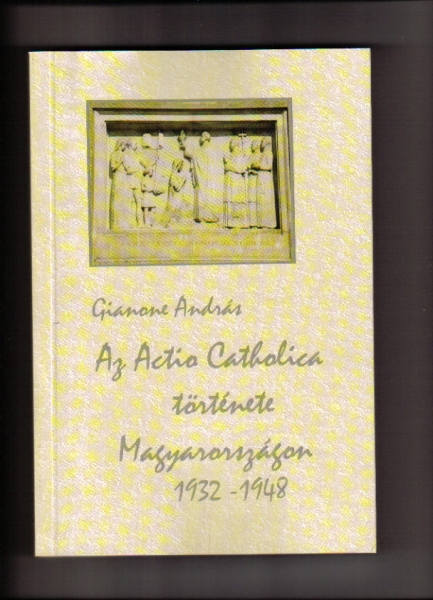 Gianone András
Az Actio Catholica
története
Magyarországon
1932 - 1948